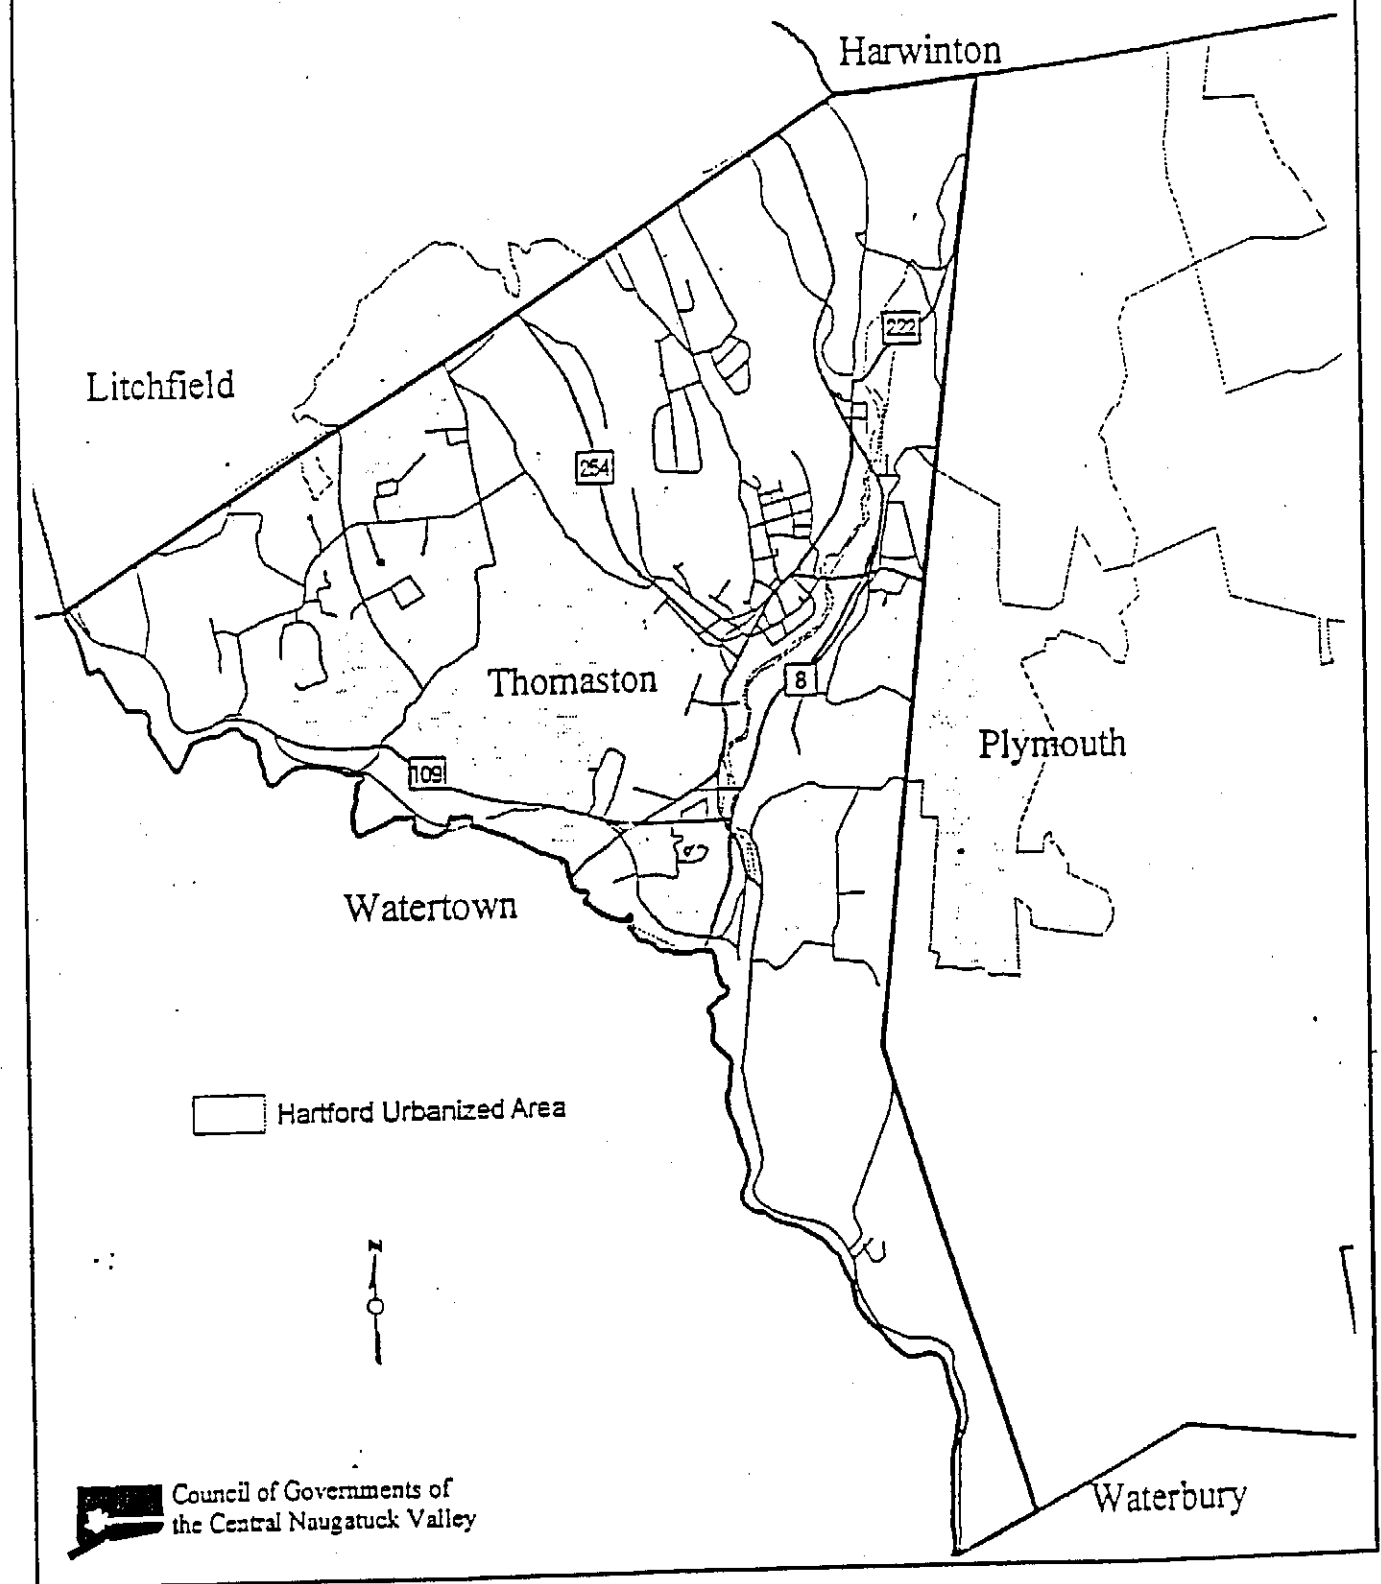 Harwinton
222
Litchfield
254
Thomaston
8
Plymouth
109
Watertown
Hartford Urbanized Area
N
Council of Governments of
the Central Naugatuck Valley
Waterbury